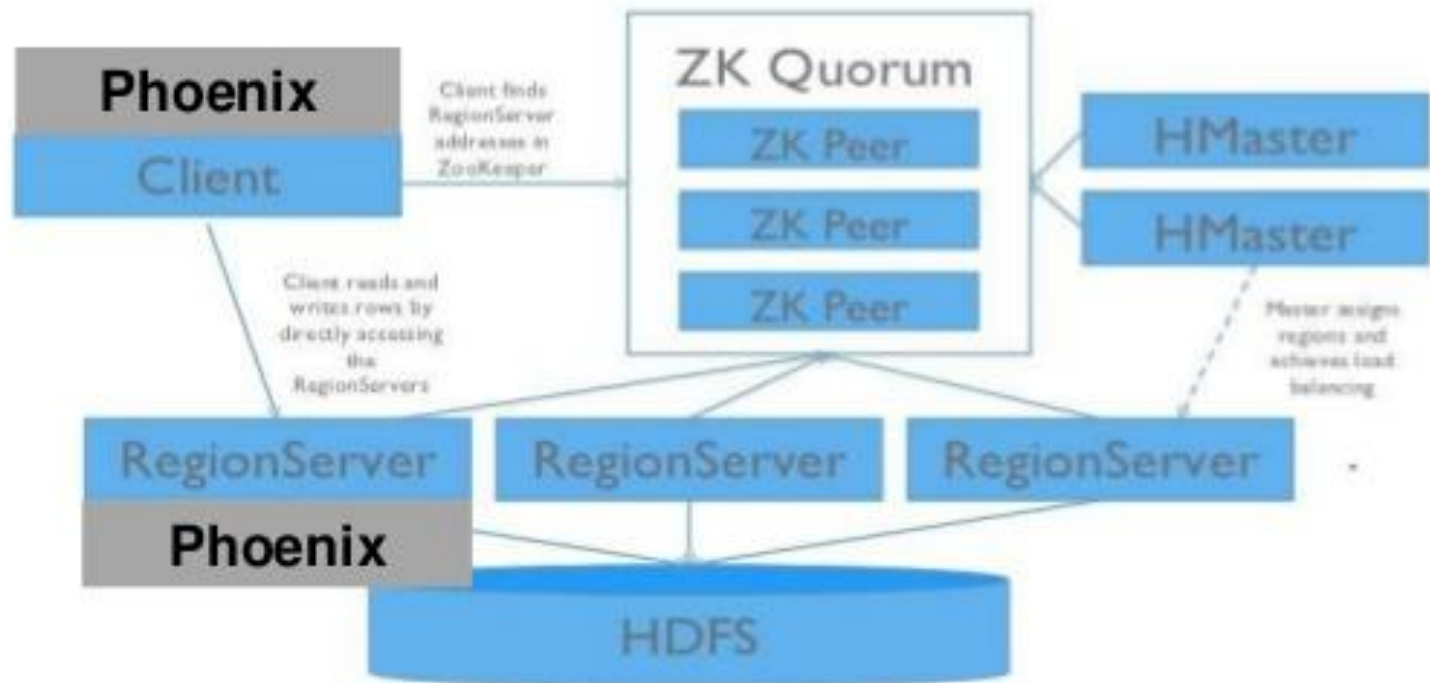 Phoenix
Client
Client finds
RegionServer
addresses in
ZooKeeper
ZK Quorum
ZK Peer
ZK Peer
ZK Peer
HMaster
HMaster
Client reads and
writes rows by
directly accessing
the
RegionServers
Master assigns
regions and
achieves load
balancing
RegionServer
RegionServer
RegionServer
Phoenix
HDFS